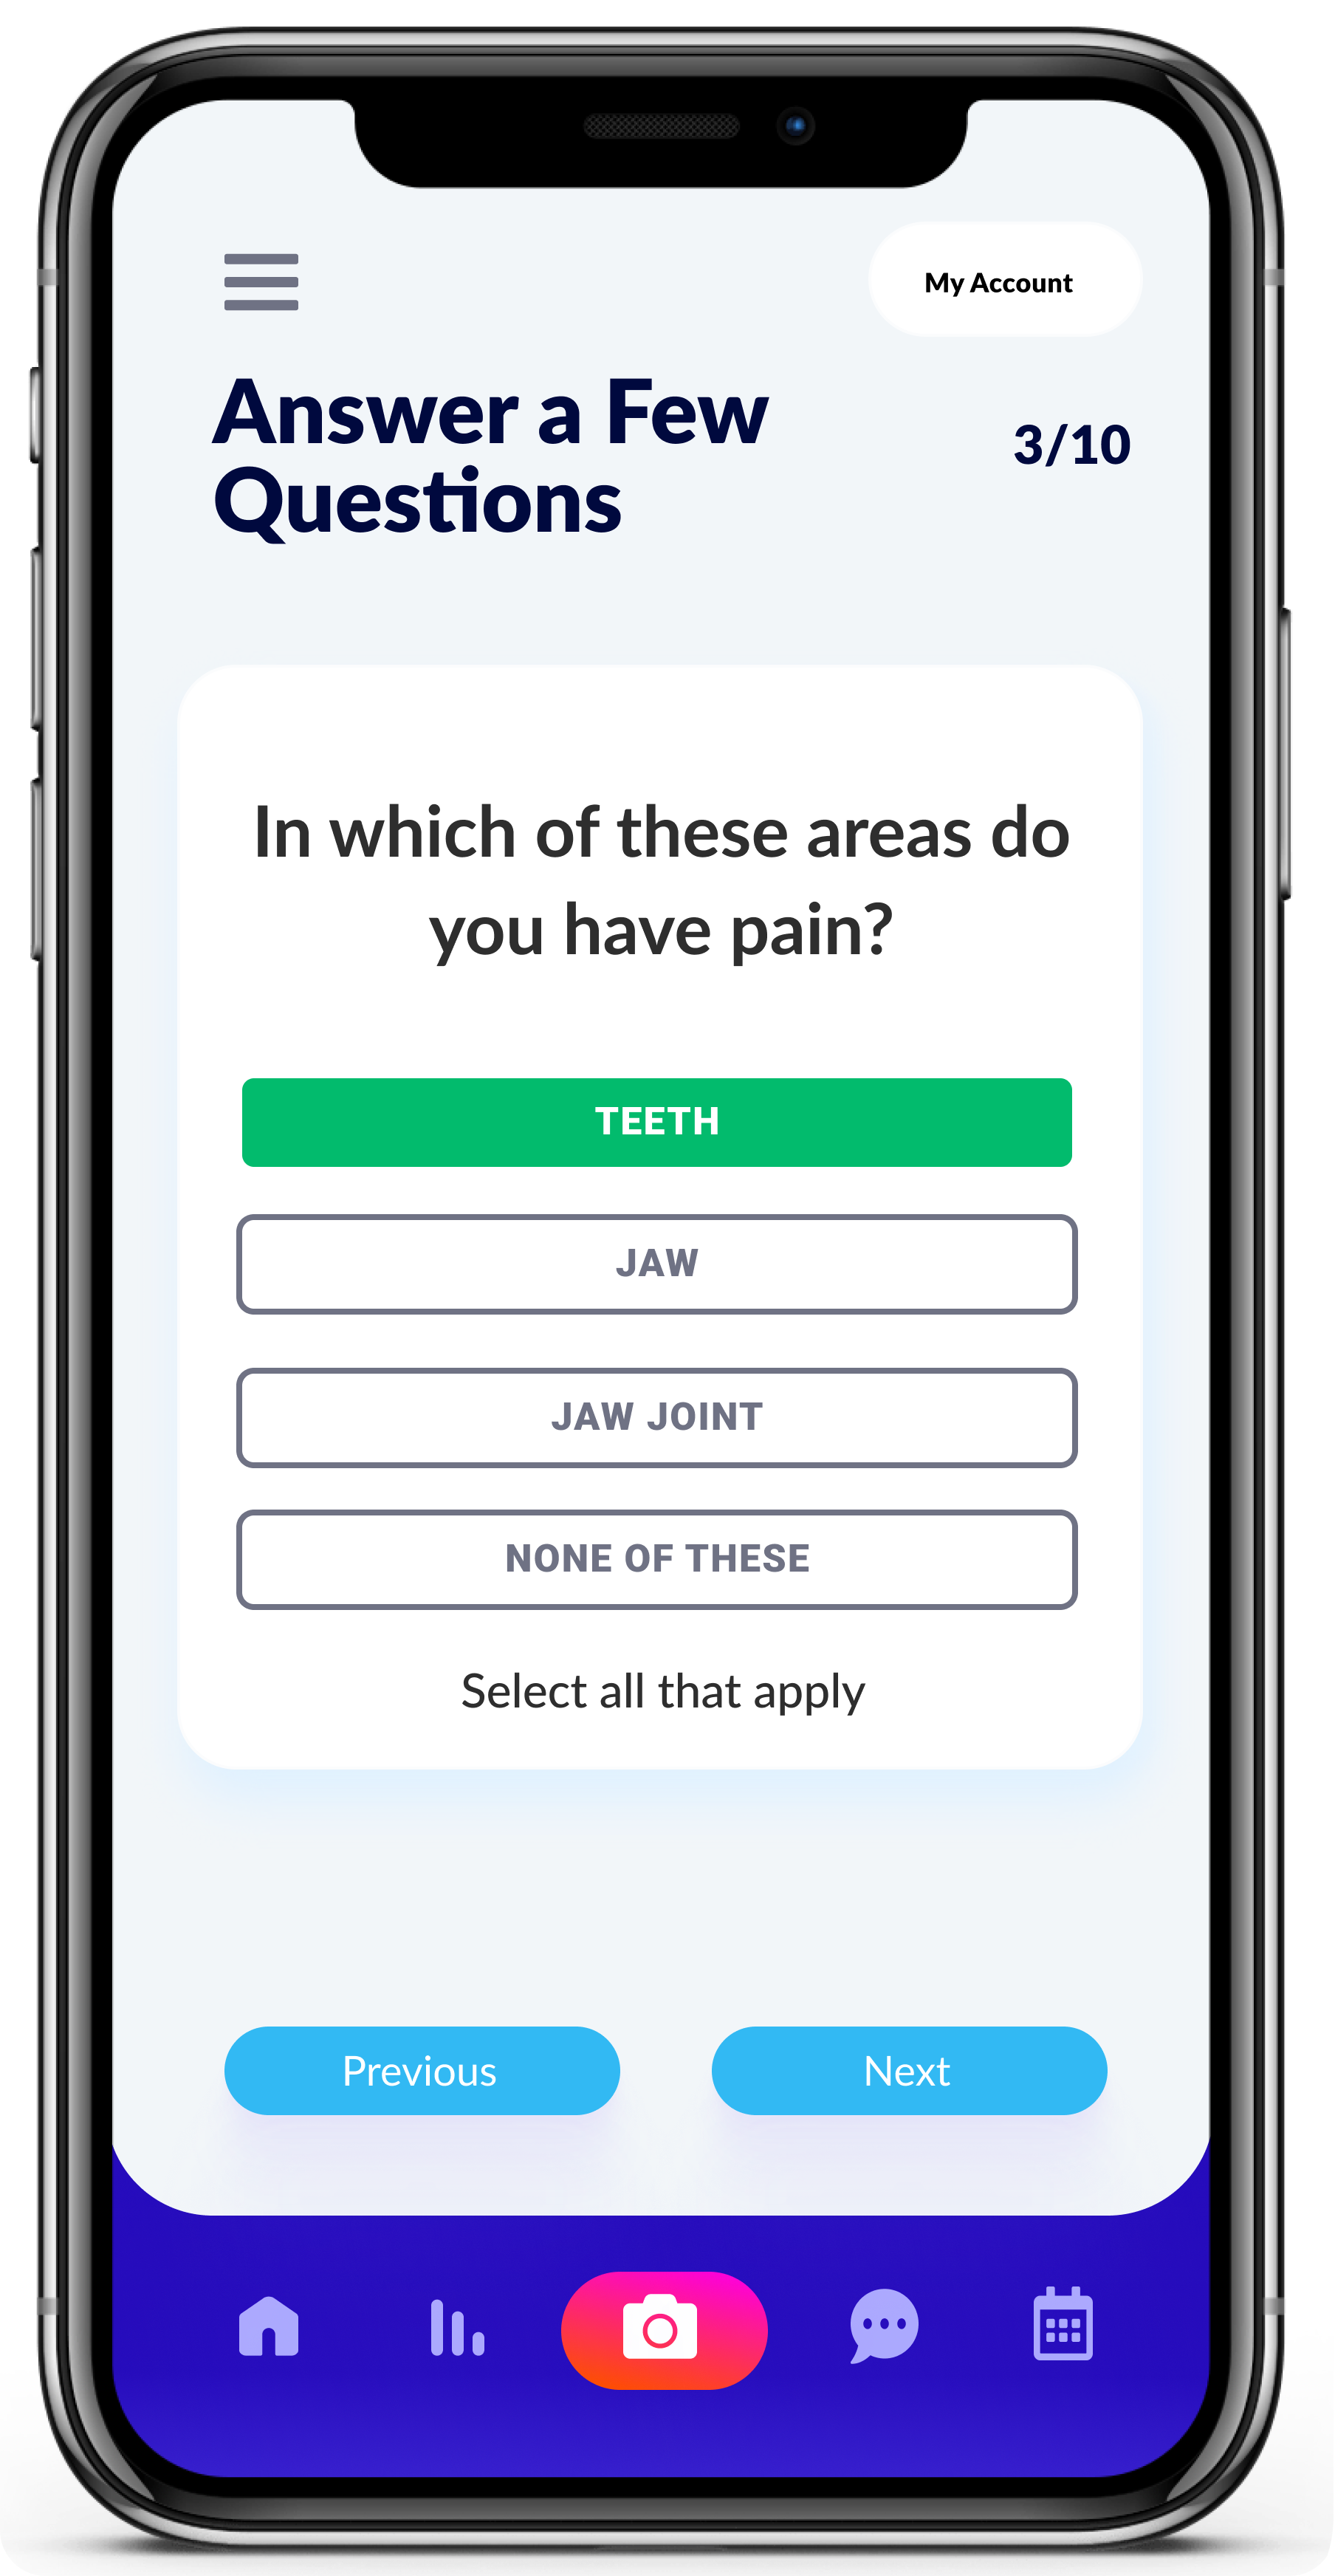 My Account
Answer a Few
Questions
3/10
In which of these areas do
you have pain?
TEETH
JAW
JAW JOINT
NONE OF THESE
Select all that apply
Previous
Next